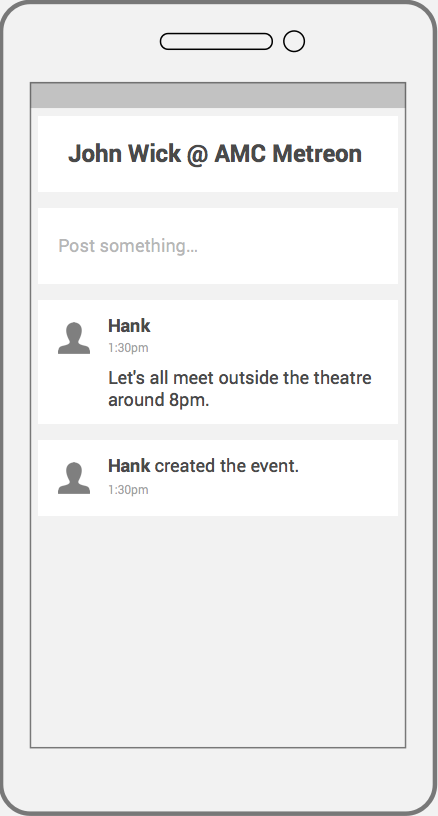 John Wick @ AMC Metreon
Post something...
Hank
1:30pm
Let's all meet outside the theatre
around 8pm.
Hank created the event.
1:30pm